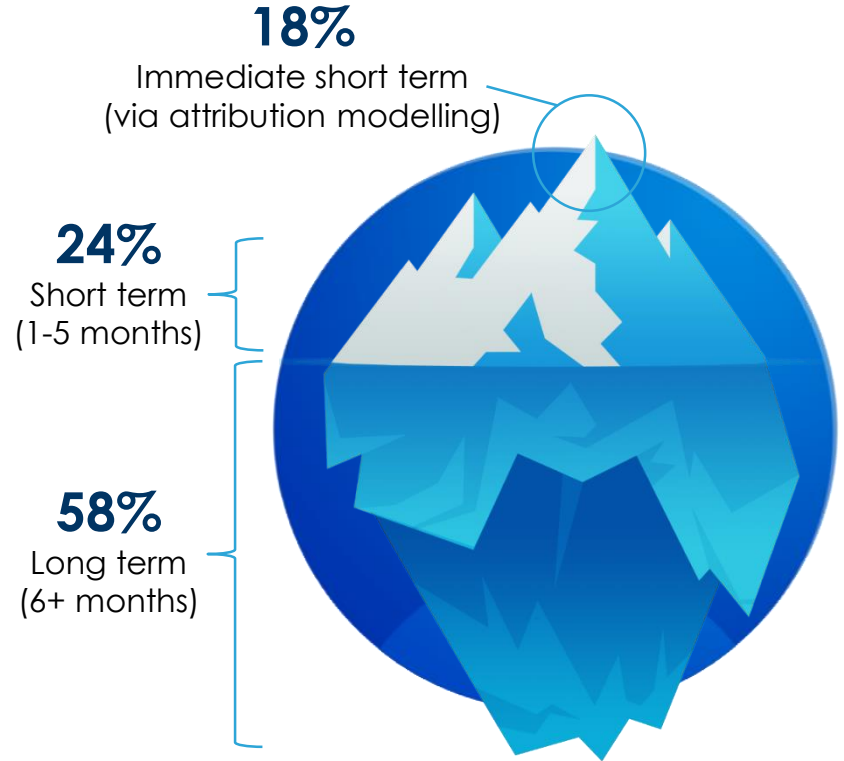 18%
Immediate short term
(via attribution modelling)
24%
Short term
(1-5 months)
58%
Long term
(6+ months)